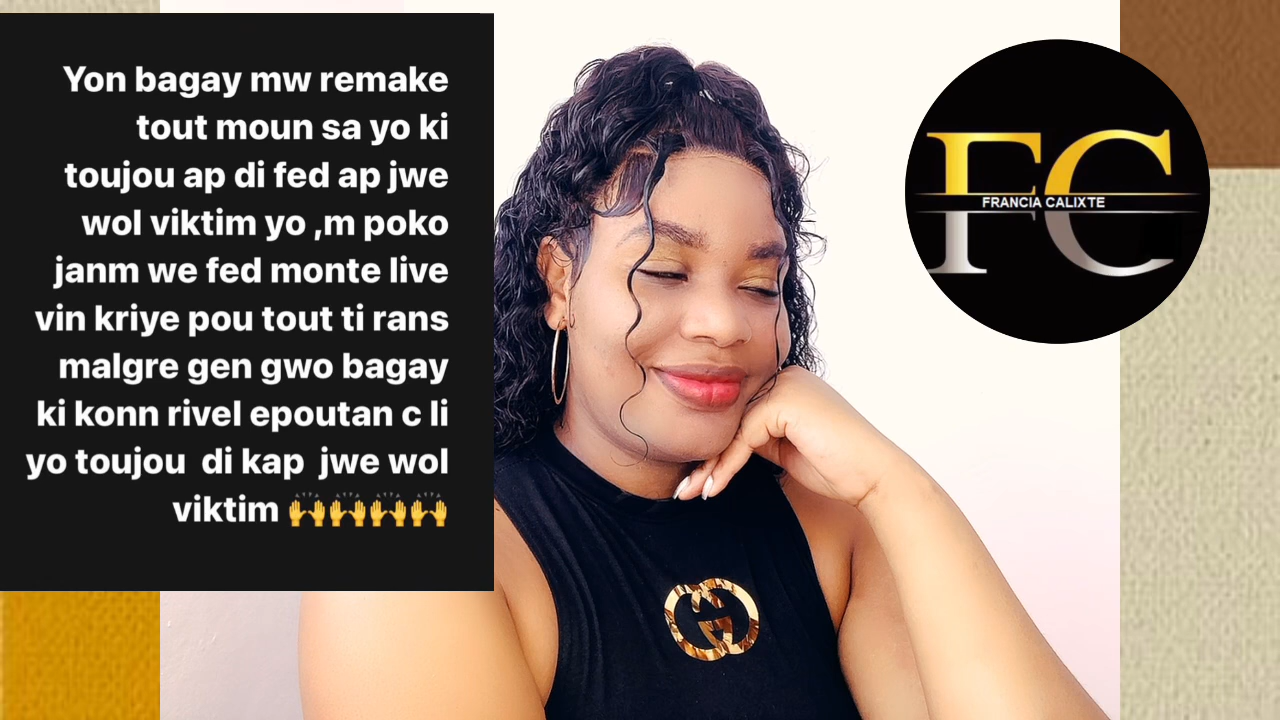 Yon bagay mw remake
tout moun sa yo ki
toujou ap di fed ap jwe
wol viktim yo ,m poko
janm we fed monte live
vin kriye pou tout ti rans
malgre gen gwo bagay
ki konn rivel epoutan c li
yo toujou  di kap  jwe wol
viktim 🙌🙌🙌🙌
FC
FRANCIA CALIXTE